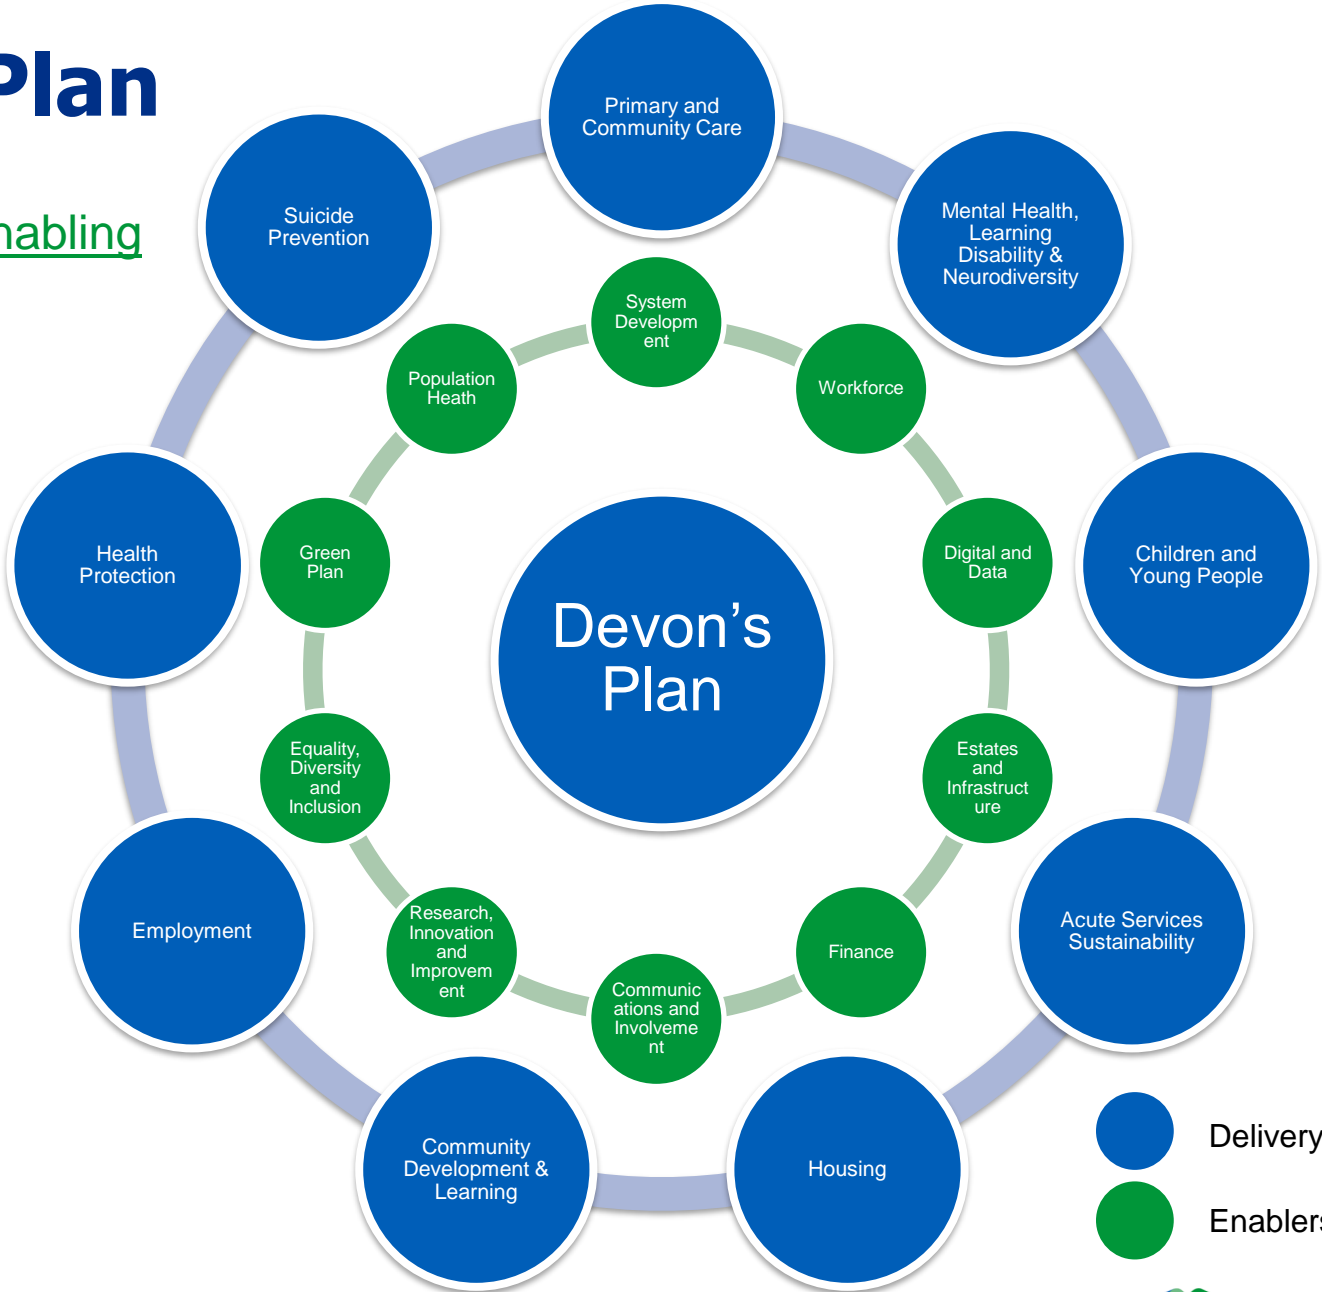 Plan
nabling
Primary and
Community Care
Suicide
Prevention
Mental Health,
Learning
Disability &
Neurodiversity
System
Developm
ent
Population
Heath
Workforce
Health
Protection
Green
Plan
Digital and
Data
Children and
Young People
Devon's
Plan
Equality,
Diversity
and
Inclusion
Estates
and
Infrastruct
ure
Employment
Research,
Innovation
and
Improvem
ent
Finance
Acute Services
Sustainability
Communic
ations and
Involveme
nt
Community
Development &
Learning
Housing
Delivery
Enablers